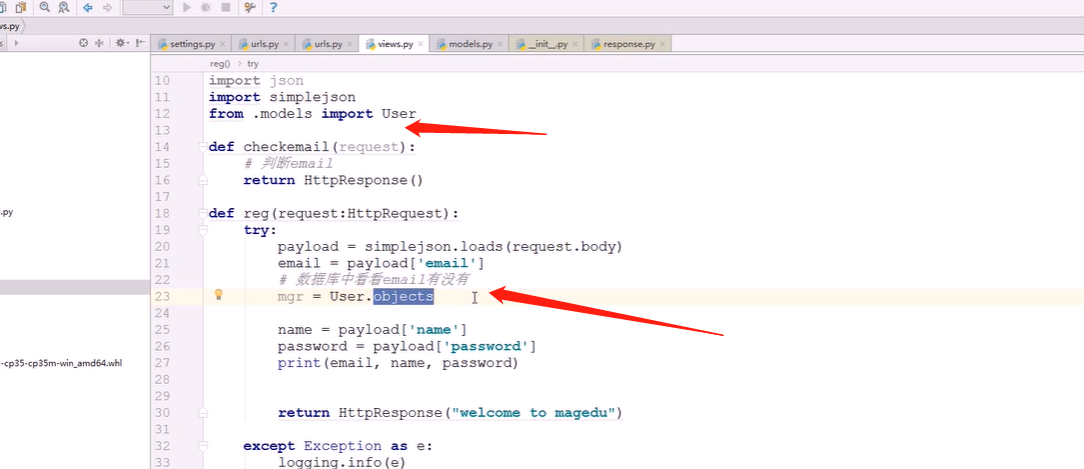 vs.py
settings.py
urls.py
urls.py
views.py
models.py
__init__.py
response.py
reg()
try
10 import json
11 import simplejson
12 from .models import User
13
14 def checkemail(request):
15 # 判断email
16 return HttpResponse()
17
18 def reg(request:HttpRequest):
19 try:
20 payload = simplejson.loads(request.body)
21 email = payload['email']
22 # 数据库中看看email有没有
23 mgr = User.objects
24
25 name = payload['name']
26 password = payload['password']
27 print(email, name, password)
28
29
30 return HttpResponse("welcome to magedu")
31
32 except Exception as e:
33 logging.info(e)
.py
-cp35-cp35m-win_amd64.whl